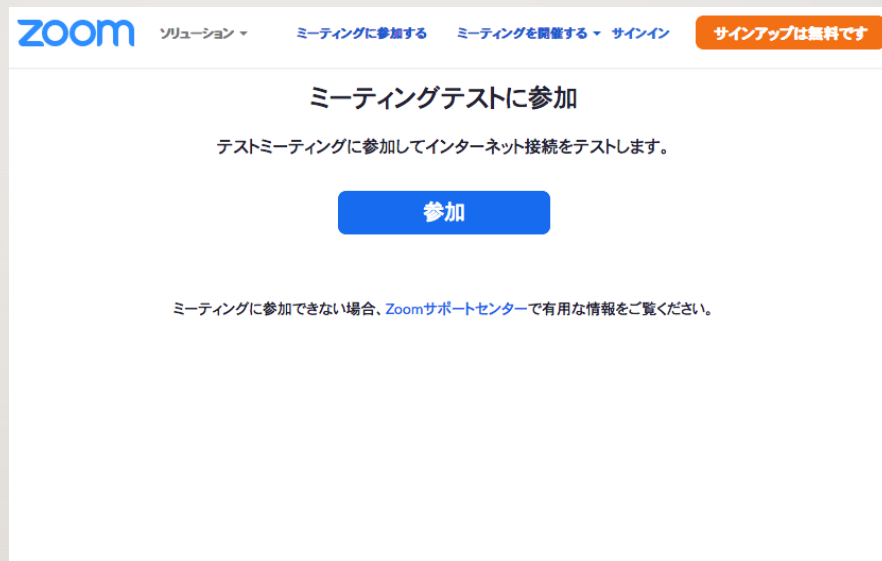 zoom ソリューション ミーティングに参加する ミーティングを開催する サインイン サインアップは無料です
ミーティングテストに参加
テストミーティングに参加してインターネット接続をテストします。
参加
ミーティングに参加できない場合、Zoomサポートセンターで有用な情報をご覧ください。